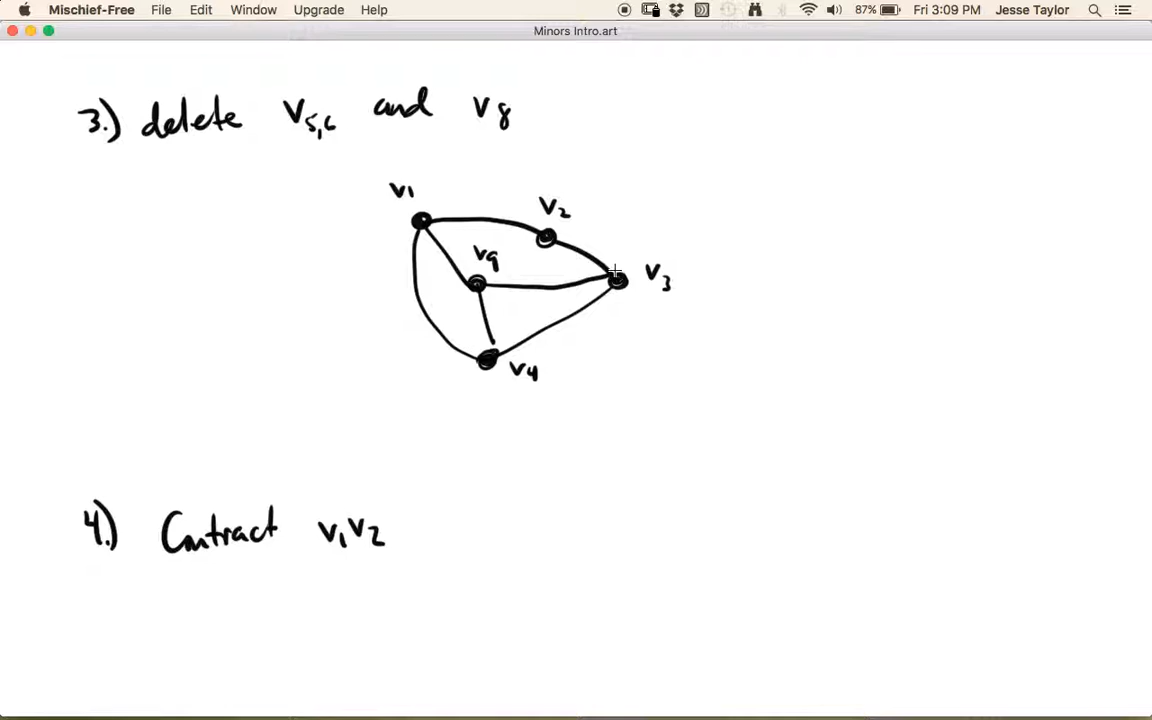 Mischief-Free File Edit Window Upgrade Help 87% Fri 3:09 PM Jesse Taylor
Minors Intro.art
3.) delete v5,6 and v8
v1
v2
v9
v3
v4
4.) Contract v1v2